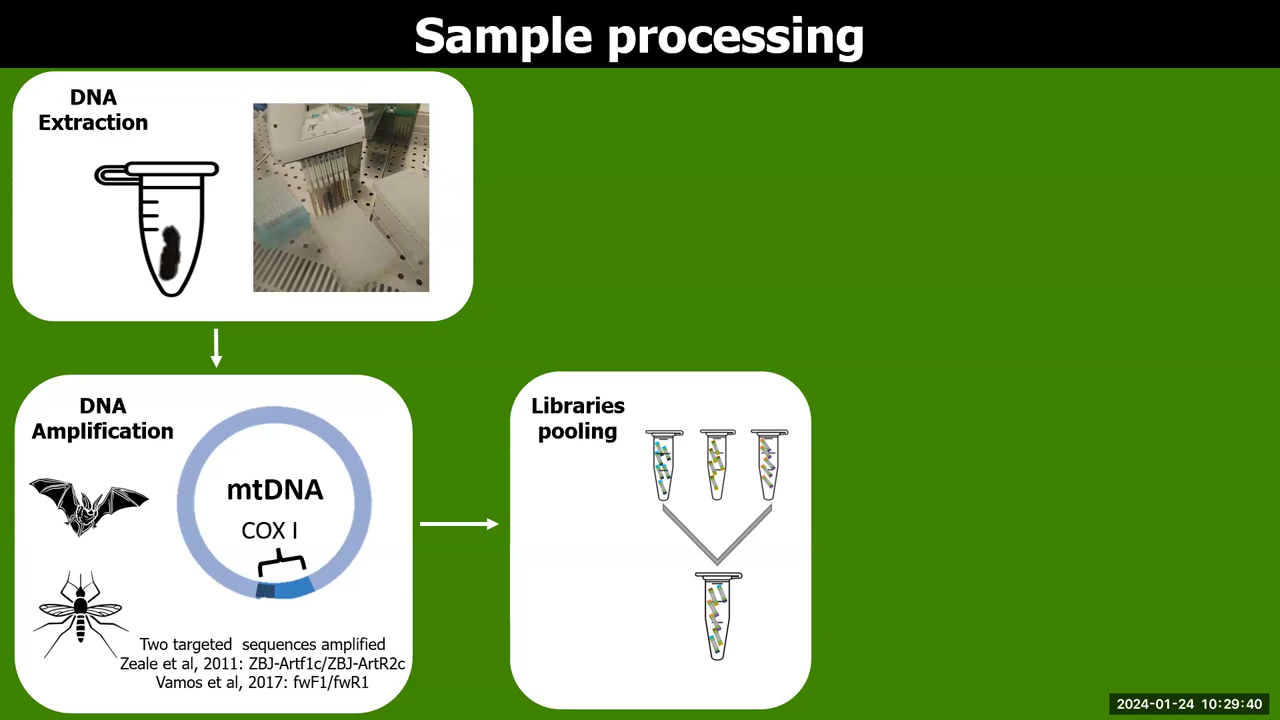 Sample processing
DNA
Extraction
DNA
Amplification
mtDNA
COX I
Two targeted sequences amplified
Zeale et al, 2011: ZBJ-Artf1c/ZBJ-ArtR2c
Vamos et al, 2017: fwF1/fwR1
Libraries
pooling
2024-01-24 10:29:40